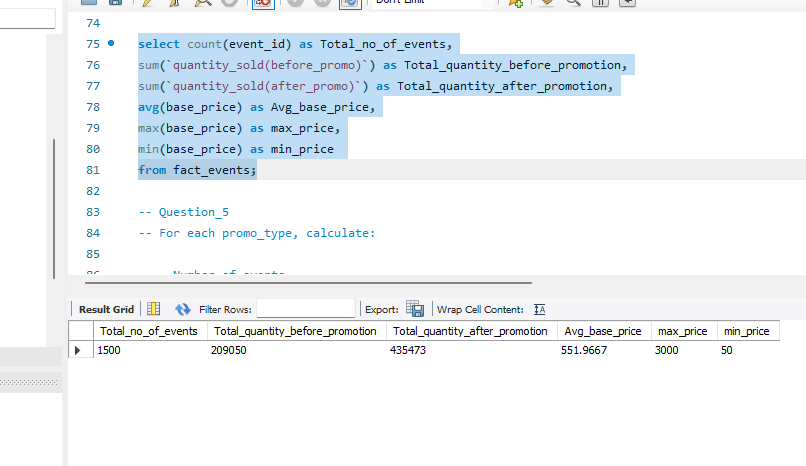 Don't Limit
74
75 select count(event_id) as Total_no_of_events,
76 sum(`quantity_sold(before_promo)`) as Total_quantity_before_promotion,
77 sum(`quantity_sold(after_promo)`) as Total_quantity_after_promotion,
78 avg(base_price) as Avg_base_price,
79 max(base_price) as max_price,
80 min(base_price) as min_price
81 from fact_events;
82
83 -- Question_5
84 -- For each promo_type, calculate:
85
86 Number of events
Result Grid Filter Rows: Export: Wrap Cell Content:
Total_no_of_events Total_quantity_before_promotion Total_quantity_after_promotion Avg_base_price max_price min_price
1500 209050 435473 551.9667 3000 50